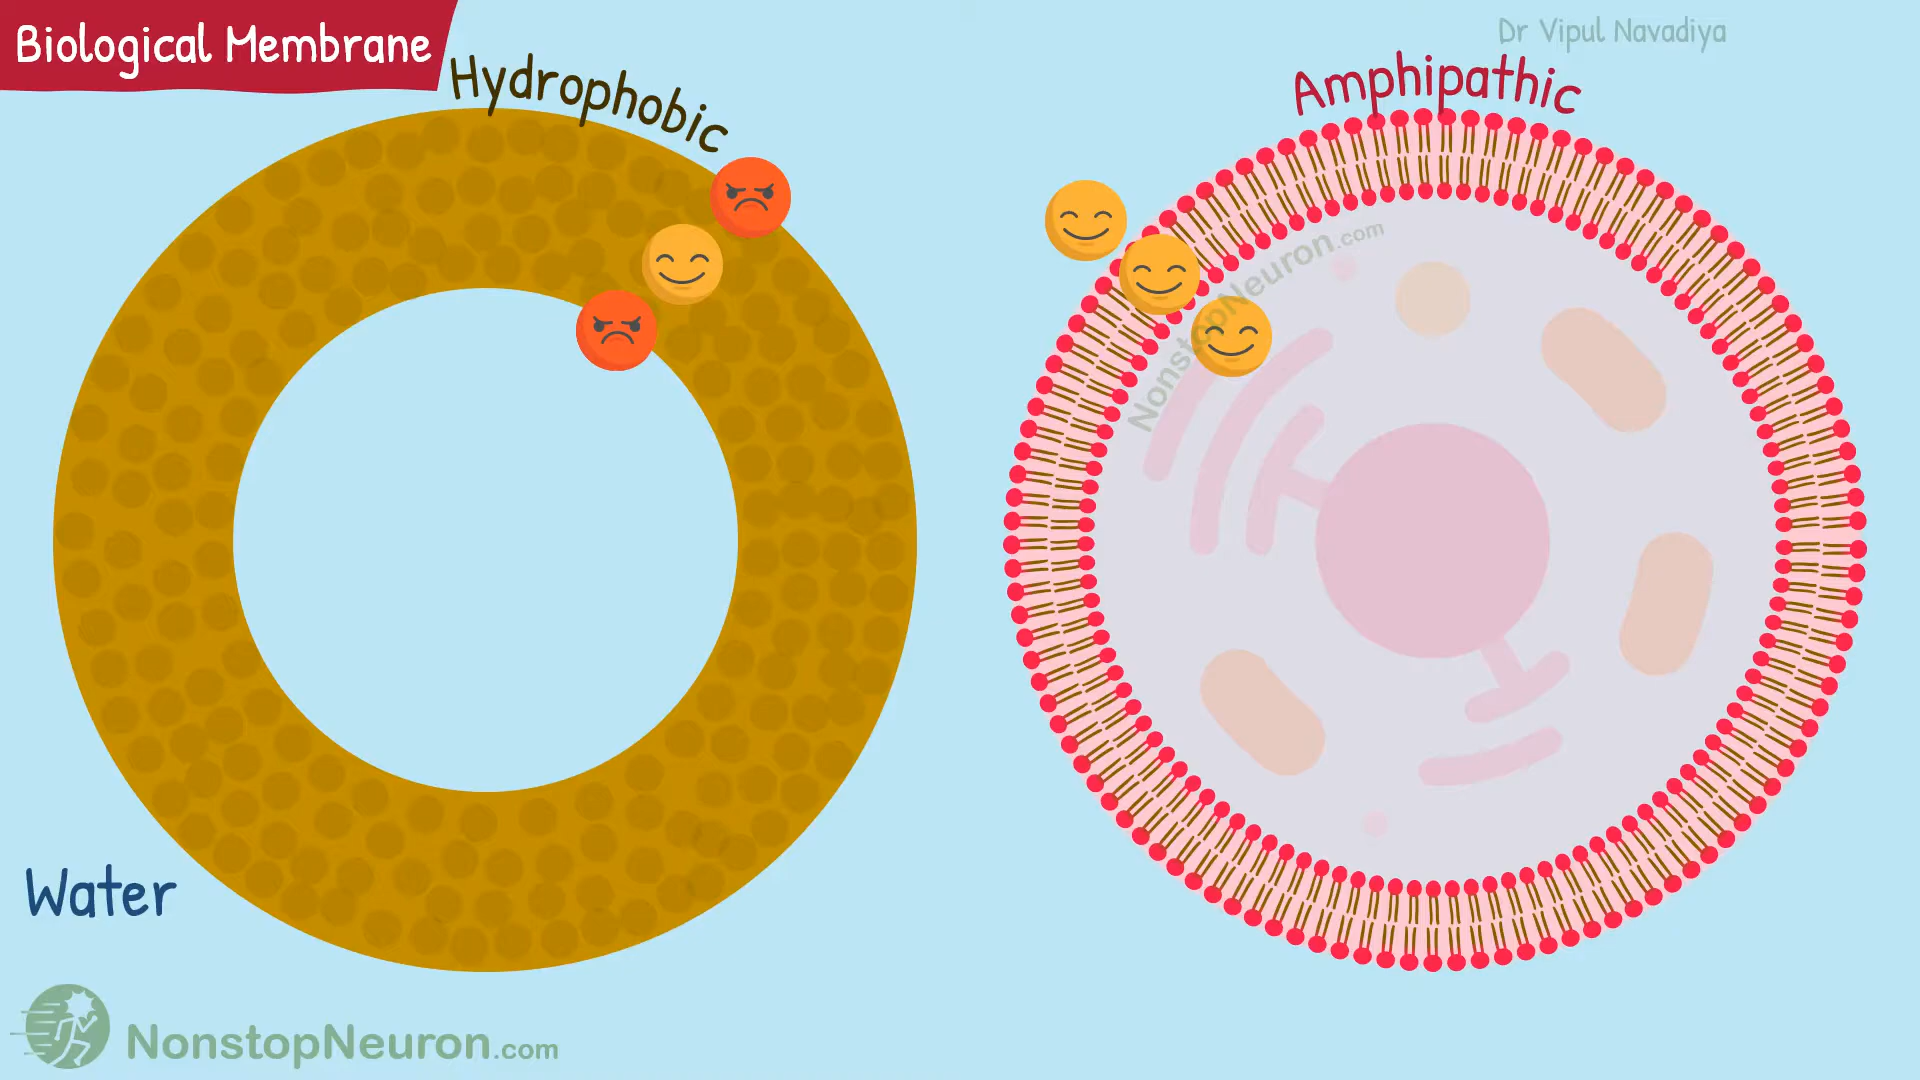 Biological Membrane
Hydrophobic
Dr Vipul Navadiya
Amphipathic
NonstopNeuron.com
Water
NonstopNeuron.com